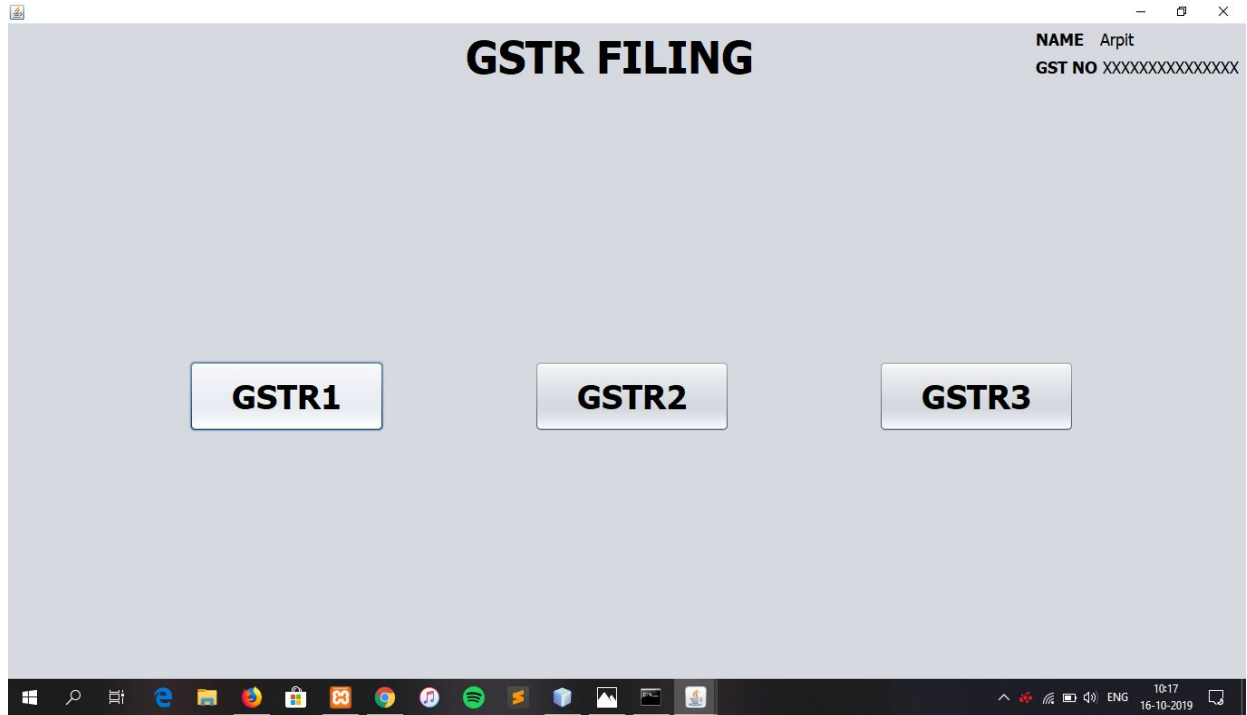 GSTR FILING
NAME Arpit
GST NO XXXXXXXXXXXXXXX
GSTR1 GSTR2 GSTR3
ENG
10:17
16-10-2019